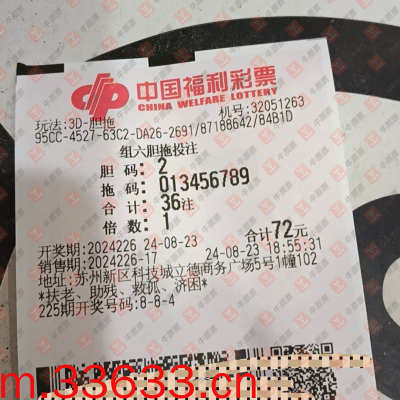 中国福利彩票
CHINA WELFARE LOTTERY
玩法:3D-胆拖 机号:32051263
95CC-4527-63C2-DA26-2691/87188642/84B1D
组六胆拖投注
胆 码: 2
拖 码: 013456789
合 计: 36注
倍 数: 1
开奖期:2024226 24-08-23 合计72元
销售期:2024226-17 24-08-23 18:55:31
地址:苏州新区科技城立德商务广场5号1幢102
*扶老、助残、救孤、济困*
225期开奖号码:8-8-4
m.33633.cn